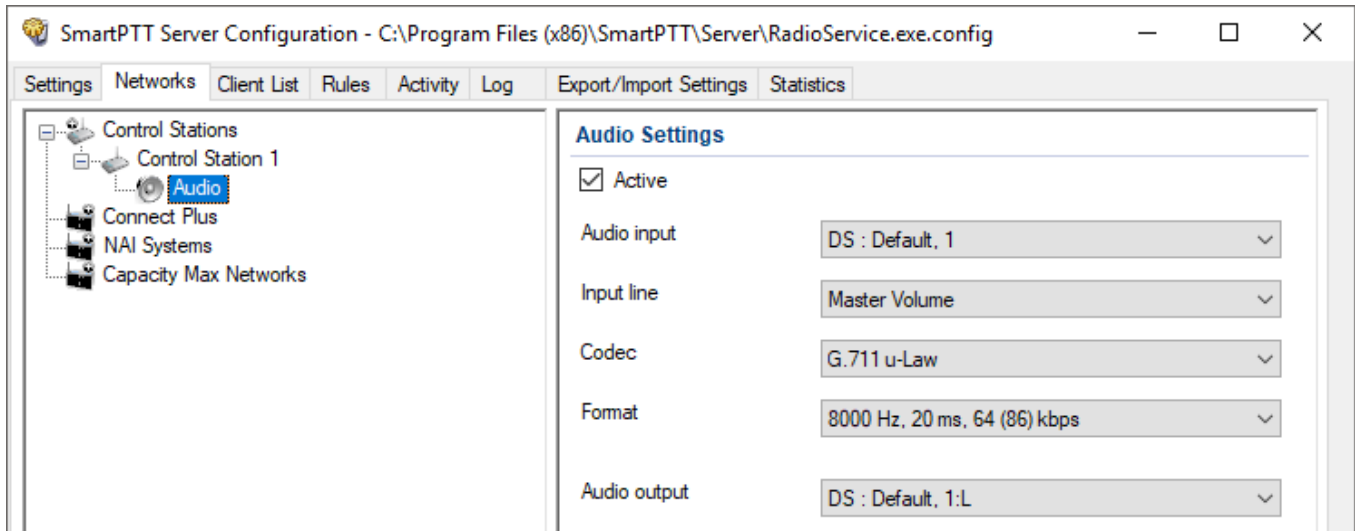 SmartPTT Server Configuration - C:\Program Files (x86)\SmartPTT\Server\RadioService.exe.config
Settings Networks Client List Rules Activity Log Export/Import Settings Statistics
Control Stations
Control Station 1
Audio
Connect Plus
NAI Systems
Capacity Max Networks
Audio Settings
Active
Audio input DS : Default, 1
Input line Master Volume
Codec G.711 u-Law
Format 8000 Hz, 20 ms, 64 (86) kbps
Audio output DS : Default, 1:L